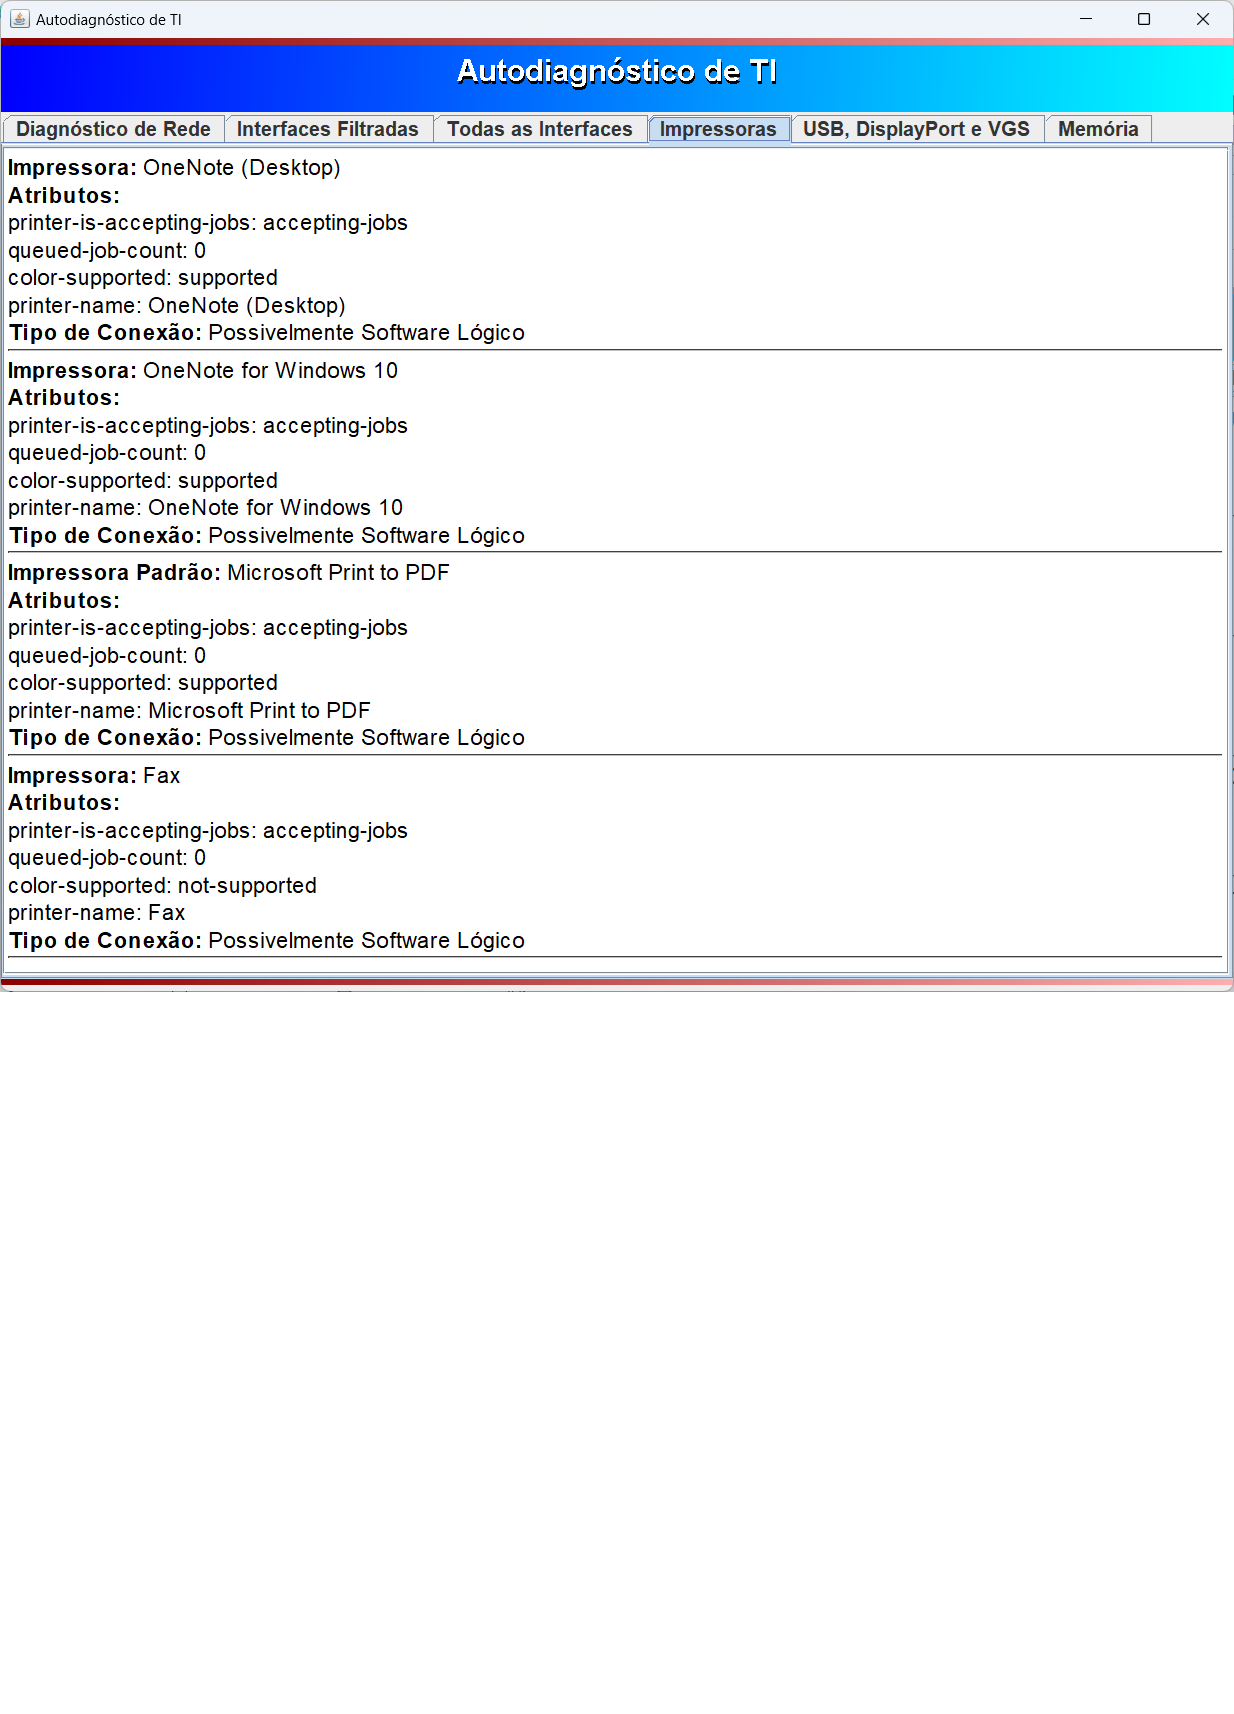 Autodiagnóstico de TI
Autodiagnóstico de TI
Diagnóstico de Rede Interfaces Filtradas Todas as Interfaces Impressoras USB, DisplayPort e VGS Memória
Impressora: OneNote (Desktop)
Atributos:
printer-is-accepting-jobs: accepting-jobs
queued-job-count: 0
color-supported: supported
printer-name: OneNote (Desktop)
Tipo de Conexão: Possivelmente Software Lógico
Impressora: OneNote for Windows 10
Atributos:
printer-is-accepting-jobs: accepting-jobs
queued-job-count: 0
color-supported: supported
printer-name: OneNote for Windows 10
Tipo de Conexão: Possivelmente Software Lógico
Impressora Padrão: Microsoft Print to PDF
Atributos:
printer-is-accepting-jobs: accepting-jobs
queued-job-count: 0
color-supported: supported
printer-name: Microsoft Print to PDF
Tipo de Conexão: Possivelmente Software Lógico
Impressora: Fax
Atributos:
printer-is-accepting-jobs: accepting-jobs
queued-job-count: 0
color-supported: not-supported
printer-name: Fax
Tipo de Conexão: Possivelmente Software Lógico